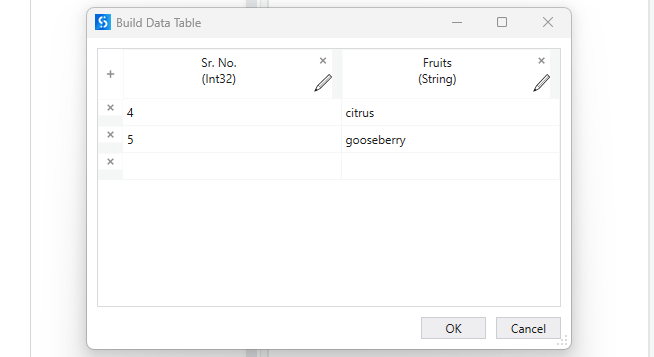 Build Data Table
Sr. No.
(Int32)
Fruits
(String)
4 citrus
5 gooseberry
OK Cancel